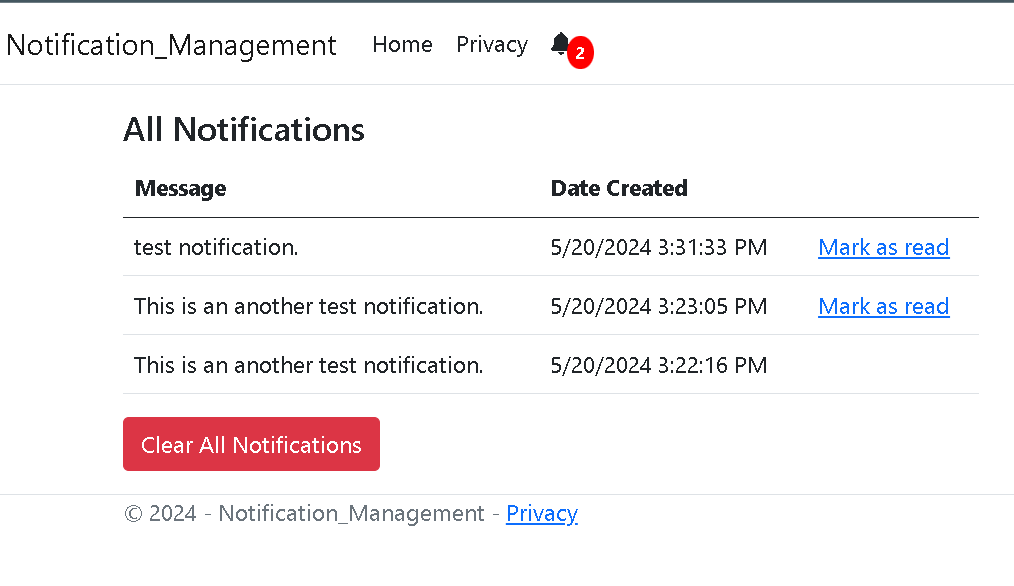 Notification_Management Home Privacy 2
All Notifications
Message Date Created
test notification. 5/20/2024 3:31:33 PM Mark as read
This is an another test notification. 5/20/2024 3:23:05 PM Mark as read
This is an another test notification. 5/20/2024 3:22:16 PM
Clear All Notifications
© 2024 - Notification_Management - Privacy